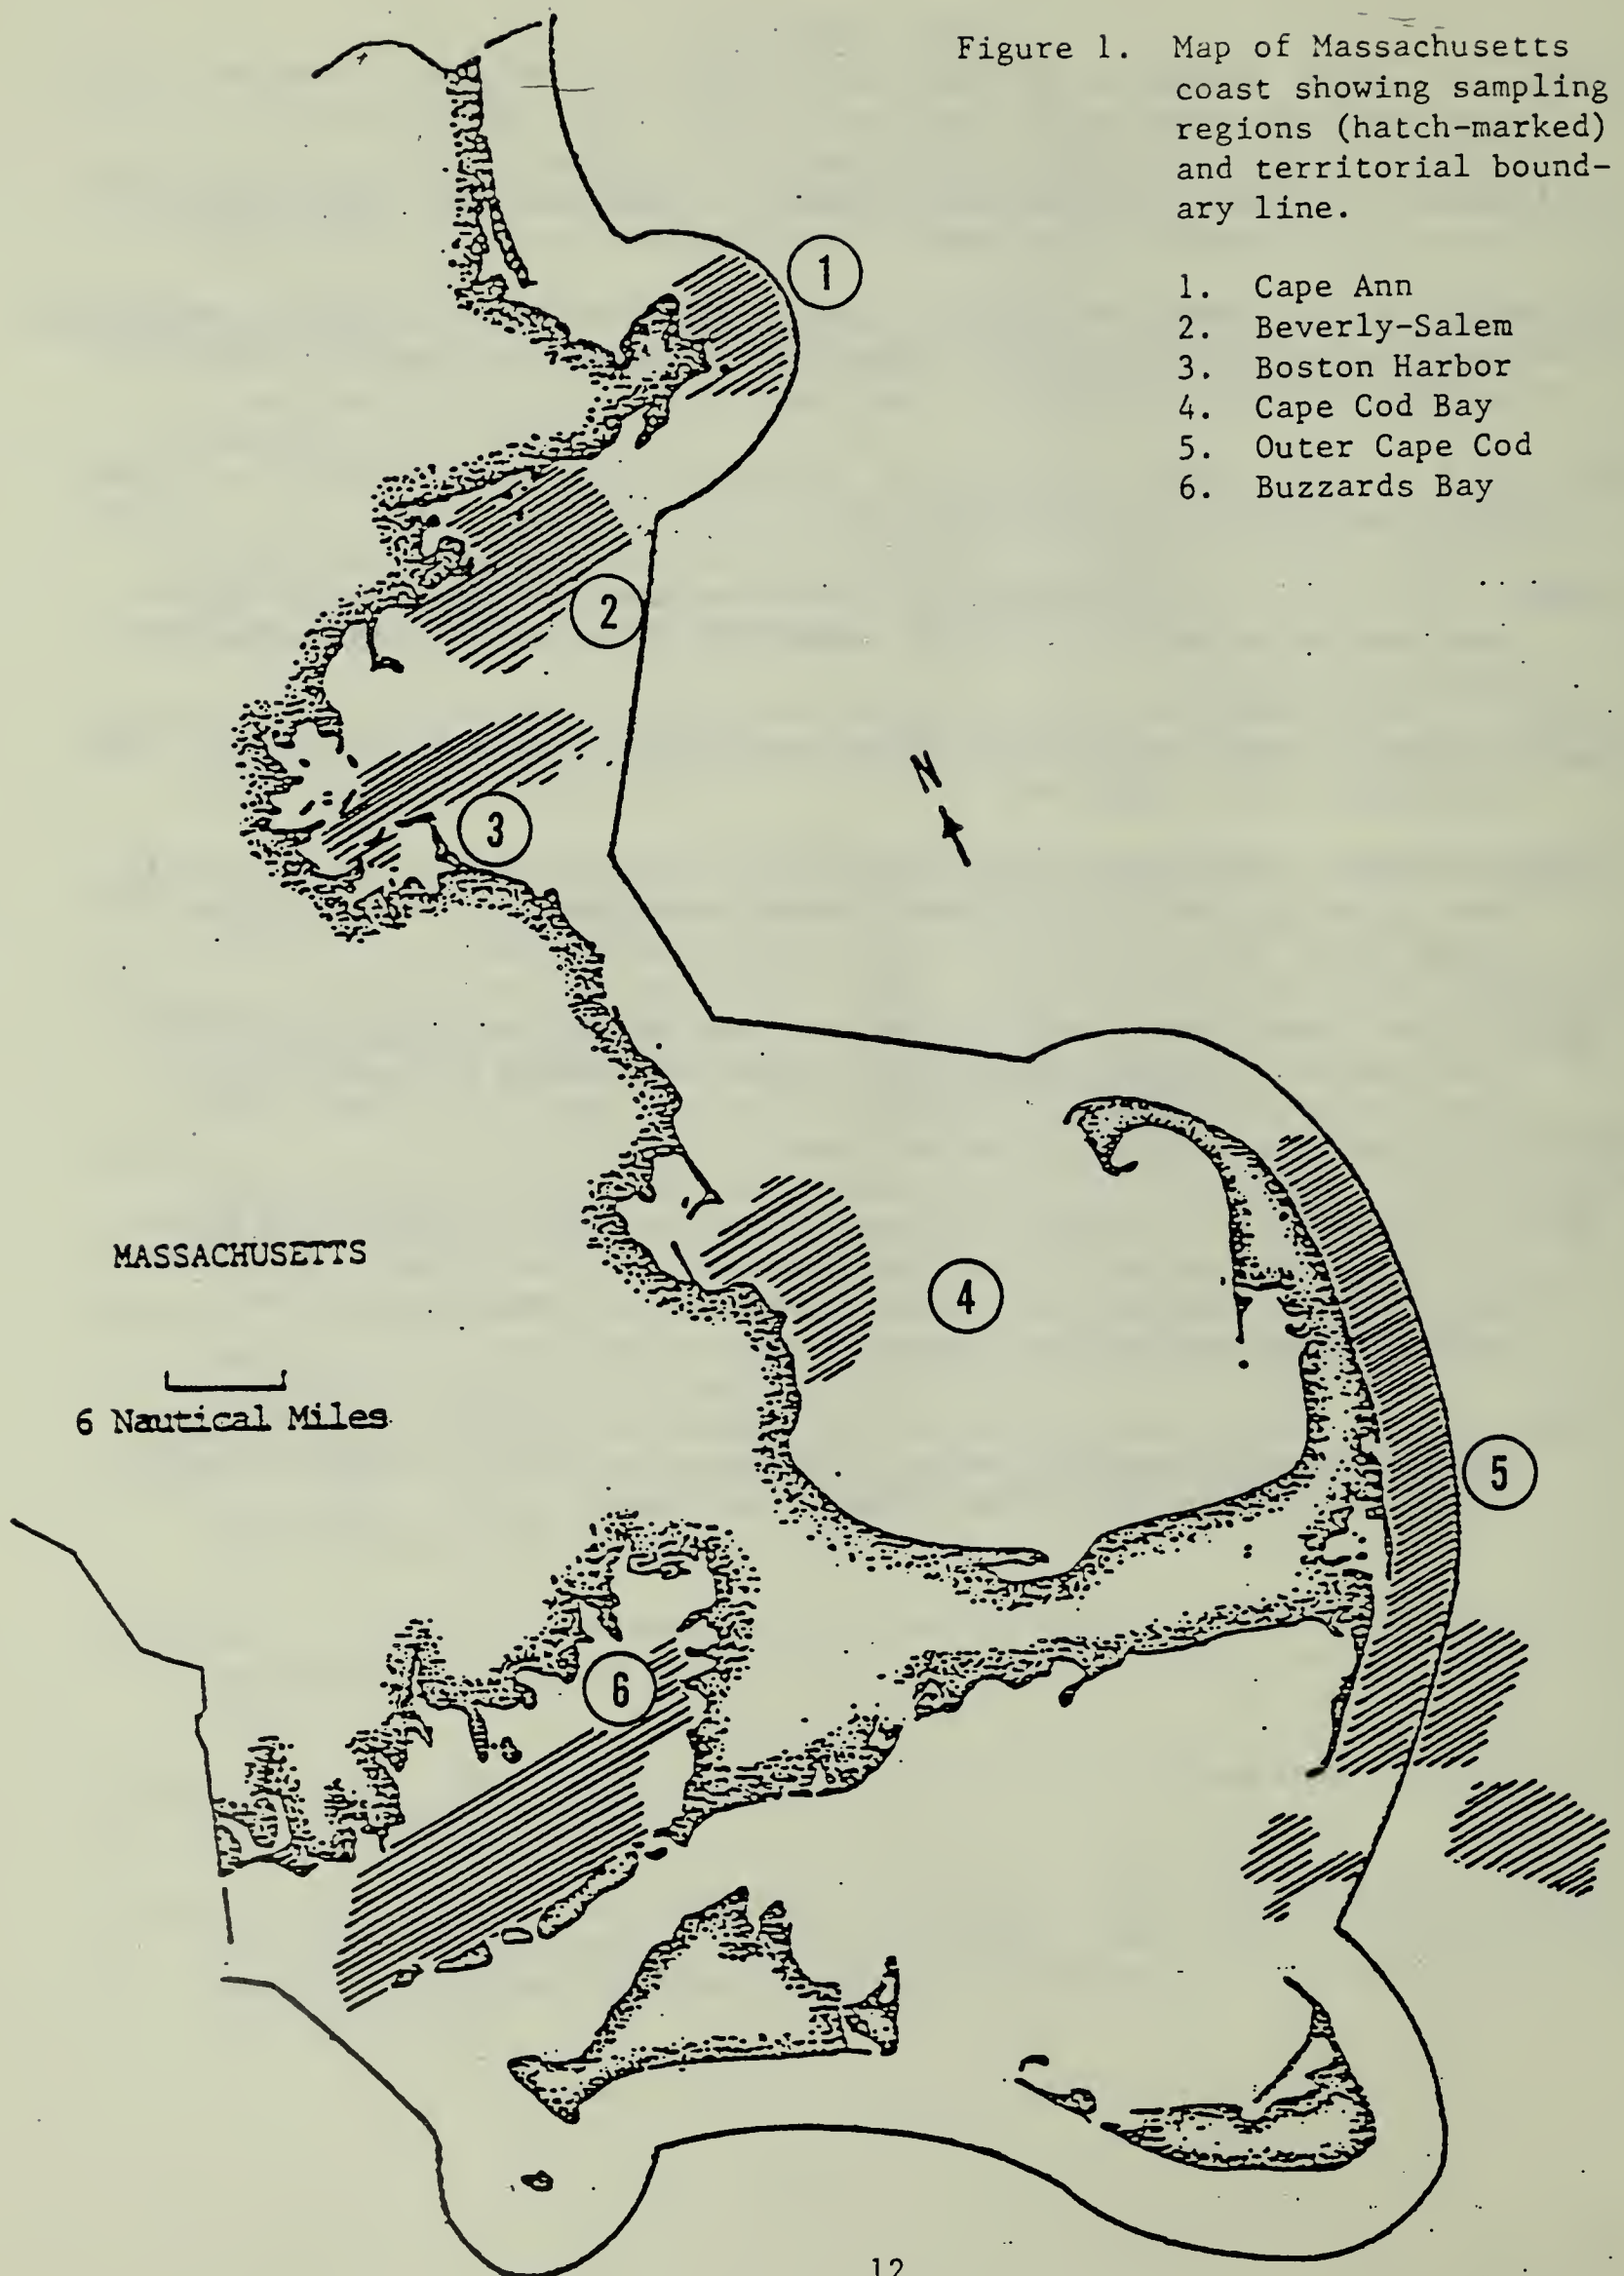 Figure 1. Map of Massachusetts
coast showing sampling
regions (hatch-marked)
and territorial bound-
ary line.
1. Cape Ann
2. Beverly-Salem
3. Boston Harbor
4. Cape Cod Bay
5. Outer Cape Cod
6. Buzzards Bay
1
2
N
3
MASSACHUSETTS
4
6 Nautical Miles
5
6
12